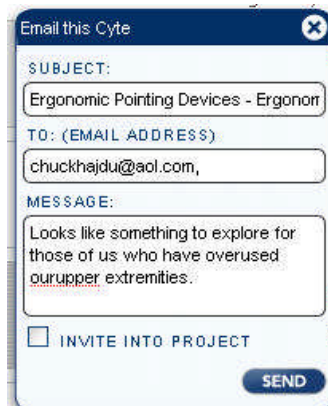 Email this Cyte
SUBJECT:
Ergonomic Pointing Devices - Ergonom
TO: (EMAIL ADDRESS)
chuckhajdu@aol.com,
MESSAGE:
Looks like something to explore for
those of us who have overused
ourupper extremities.
INVITE INTO PROJECT
SEND